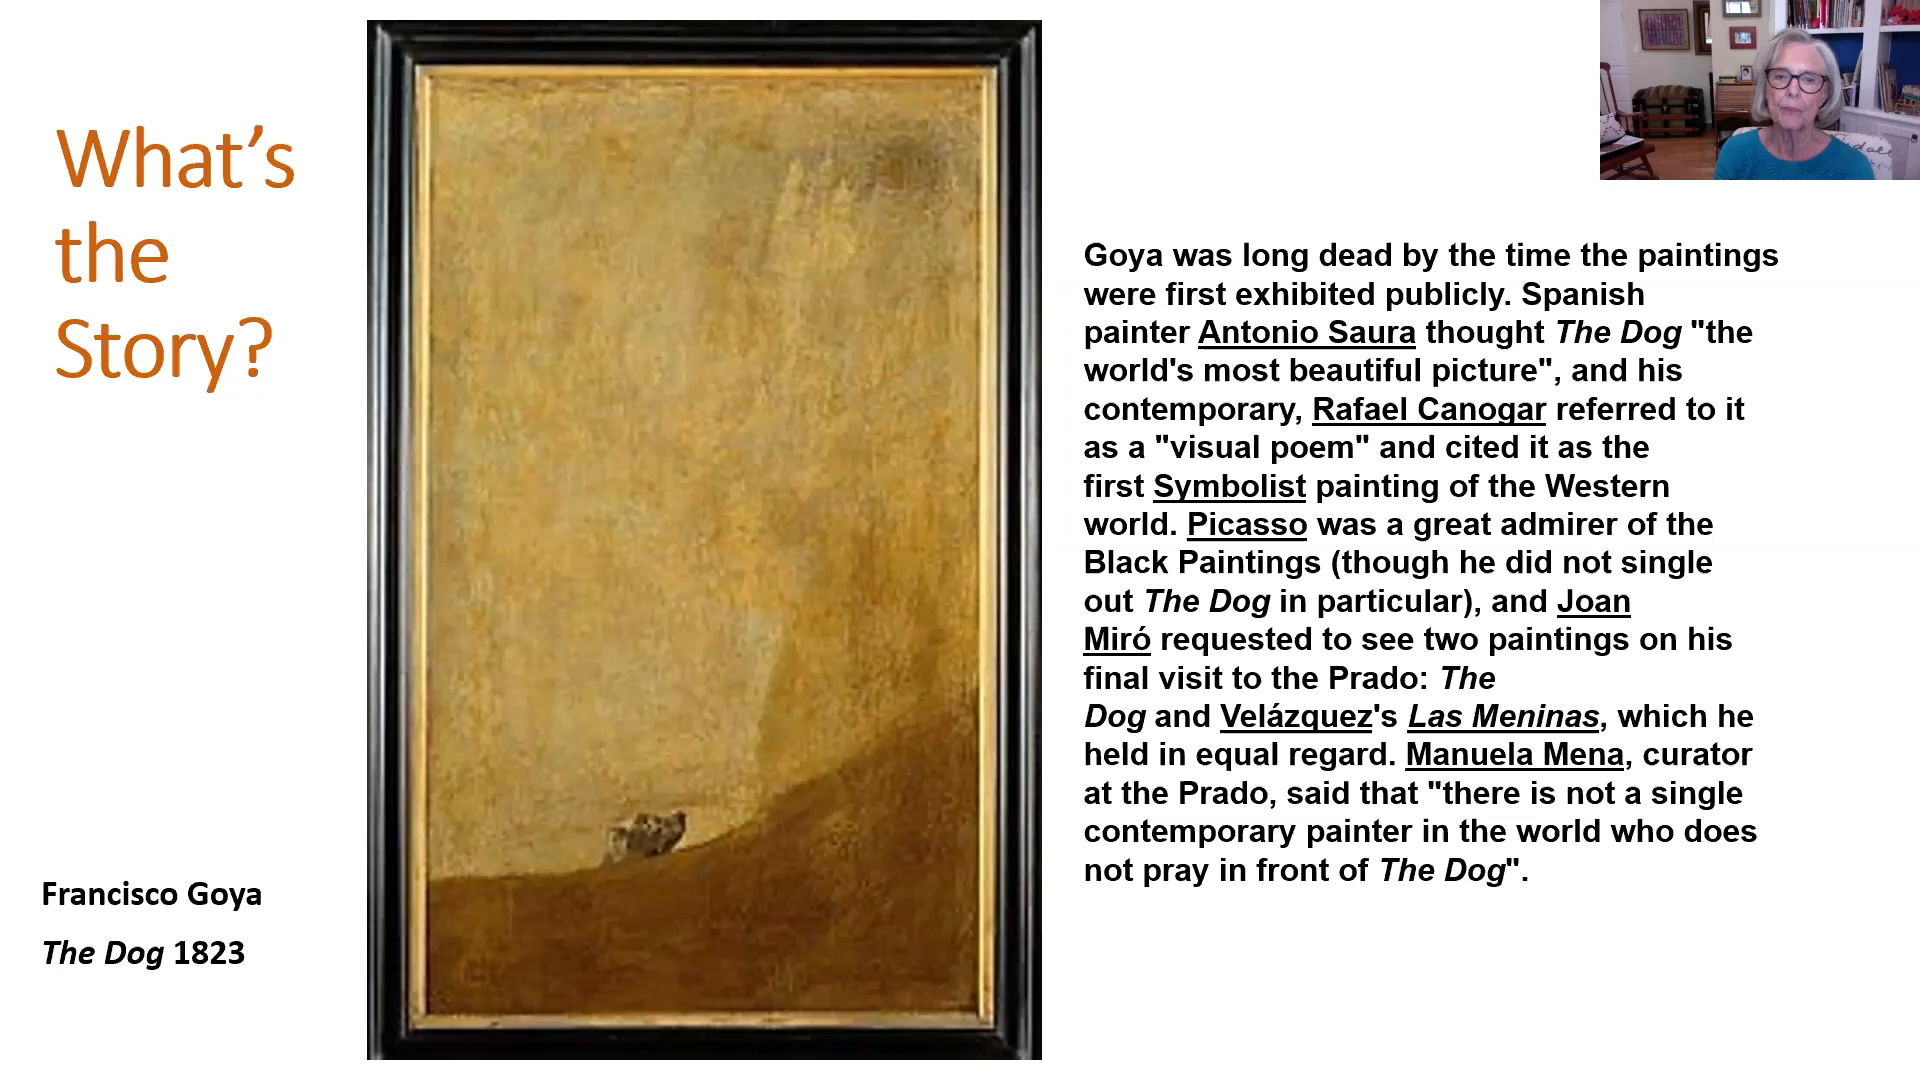 What's
the
Story?
Francisco Goya
The Dog 1823
Goya was long dead by the time the paintings
were first exhibited publicly. Spanish
painter Antonio Saura thought The Dog "the
world's most beautiful picture", and his
contemporary, Rafael Canogar referred to it
as a "visual poem" and cited it as the
first Symbolist painting of the Western
world. Picasso was a great admirer of the
Black Paintings (though he did not single
out The Dog in particular), and Joan
Miró requested to see two paintings on his
final visit to the Prado: The
Dog and Velázquez's Las Meninas, which he
held in equal regard. Manuela Mena, curator
at the Prado, said that "there is not a single
contemporary painter in the world who does
not pray in front of The Dog".